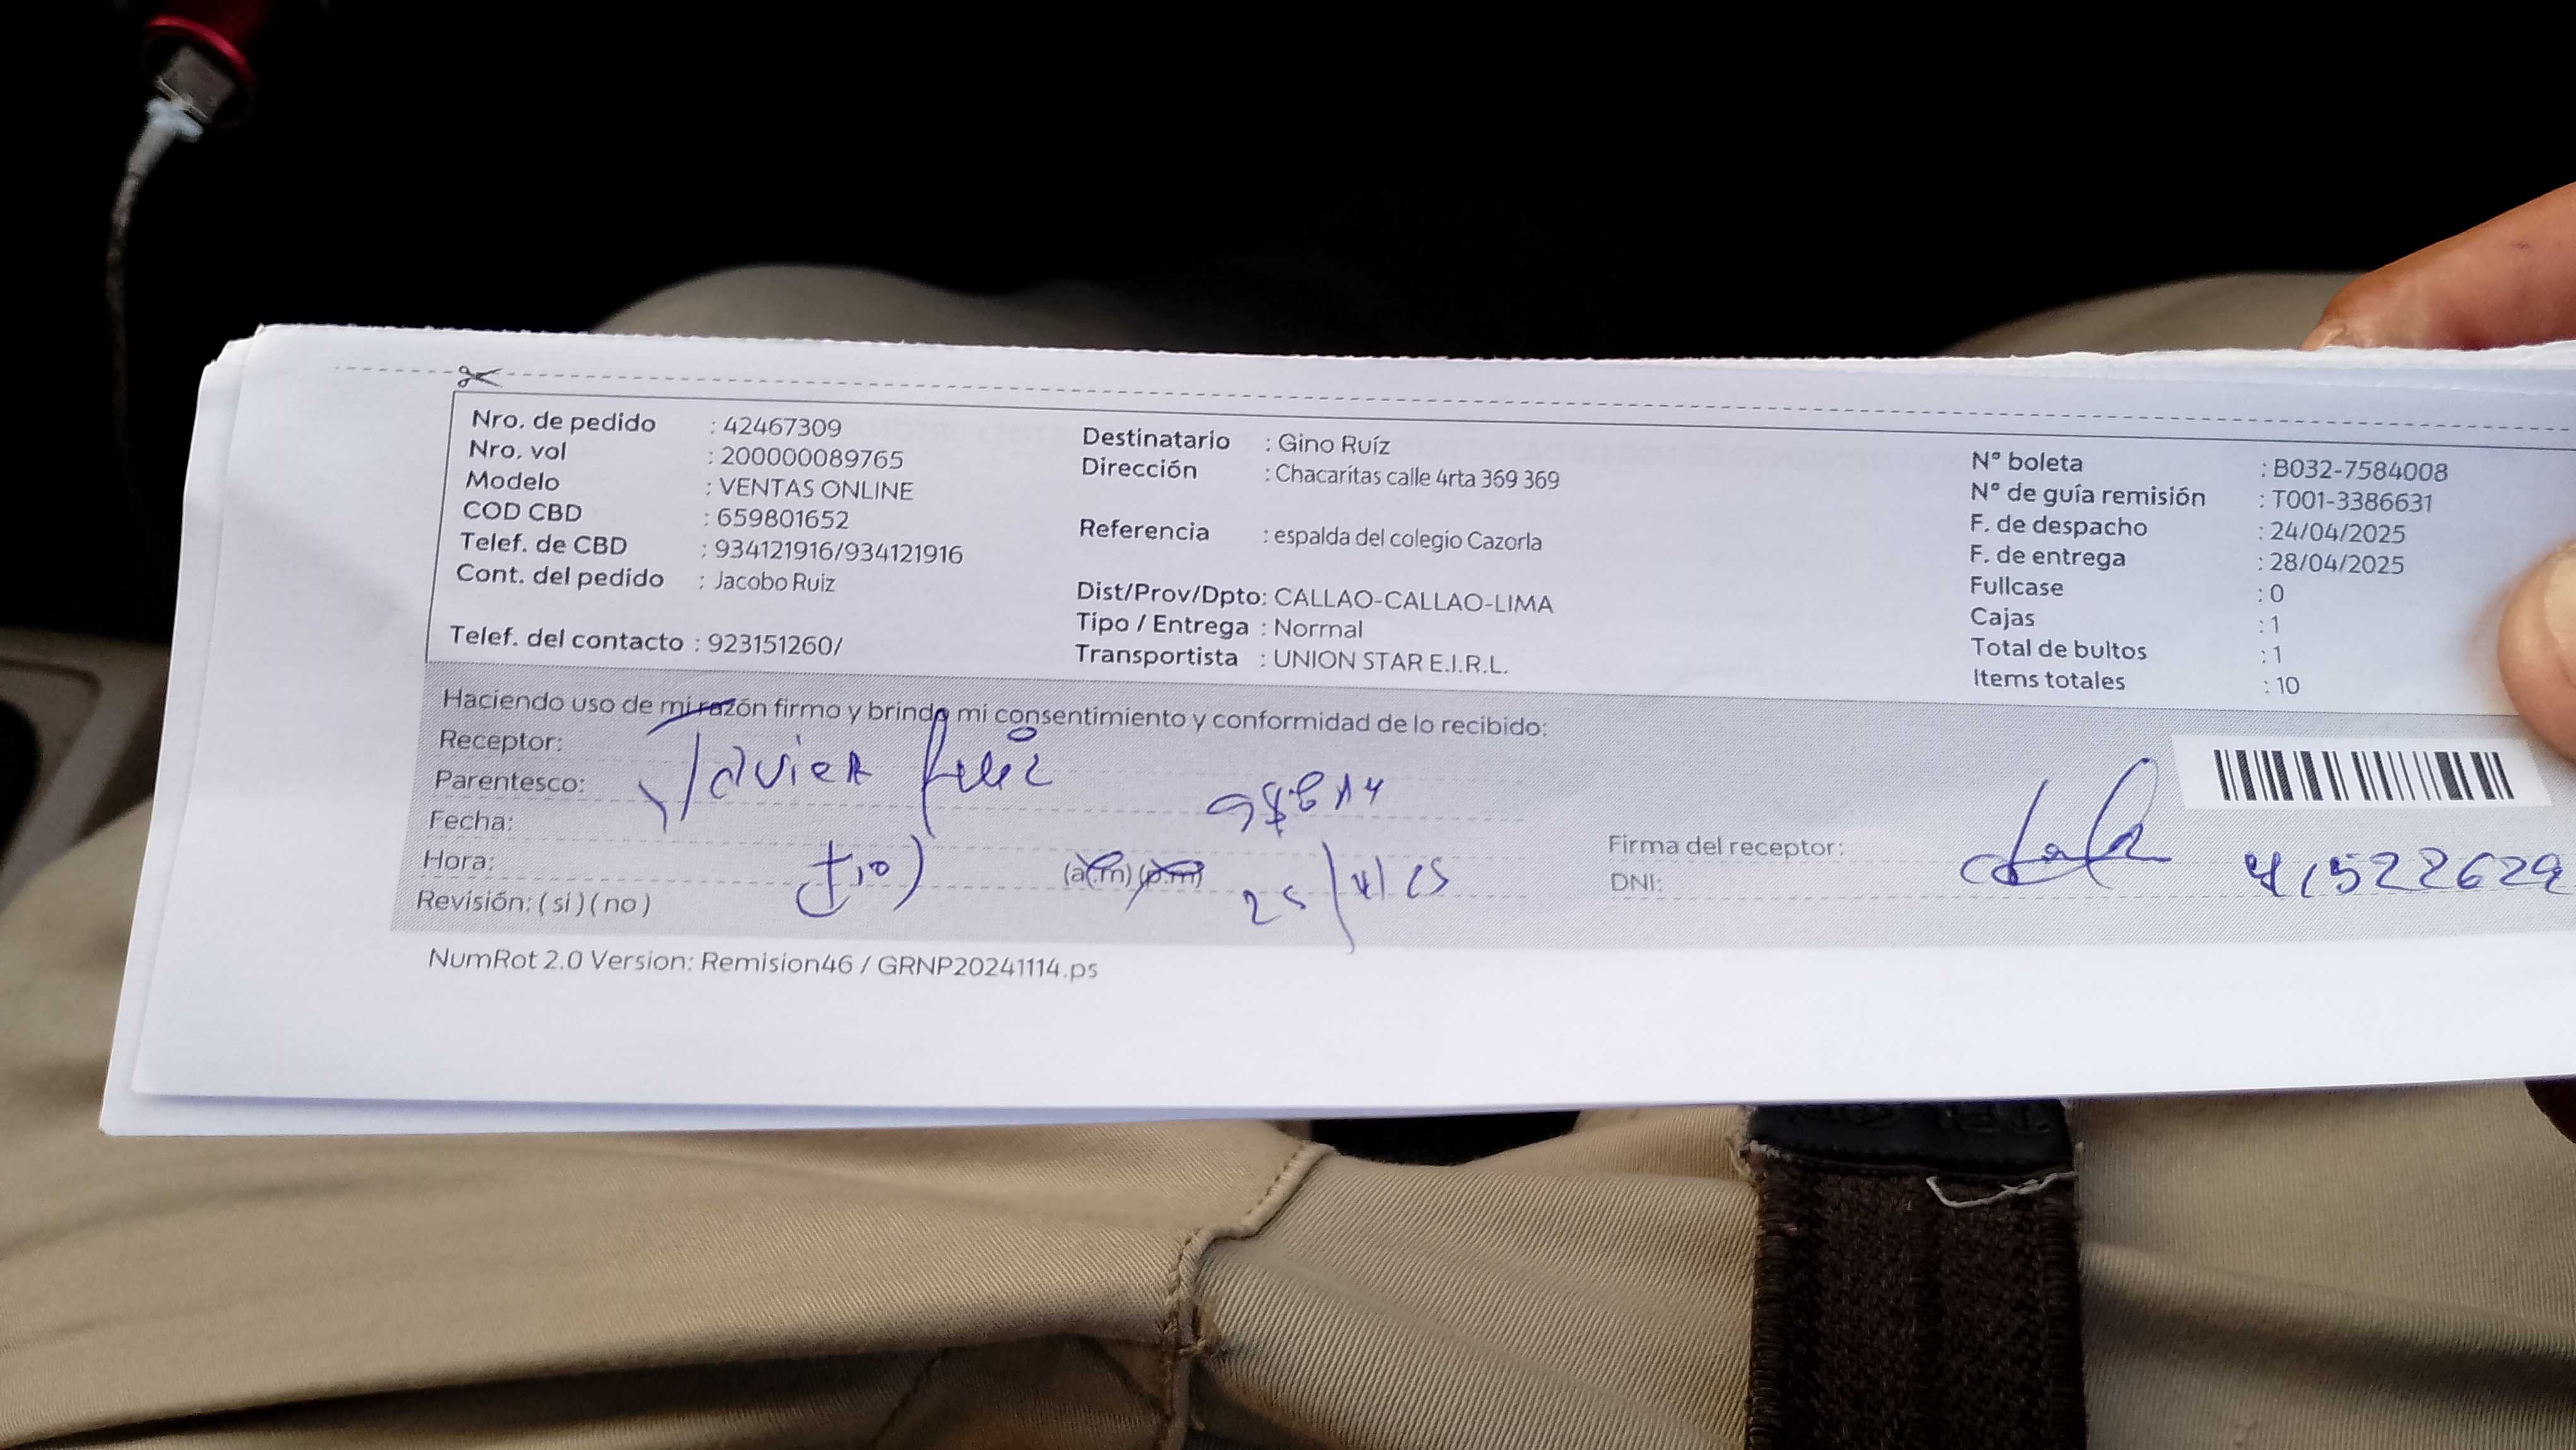 Nro. de pedido : 42467309
Nro. vol : 200000089765
Modelo : VENTAS ONLINE
COD CBD : 659801652
Telef. de CBD : 934121916/934121916
Cont. del pedido : Jacobo Ruiz
Telef. del contacto : 923151260/
Destinatario : Gino Ruíz
Dirección : Chacaritas calle 4rta 369 369
Referencia : espalda del colegio Cazorla
Dist/Prov/Dpto: CALLAO-CALLAO-LIMA
Tipo / Entrega : Normal
Transportista : UNION STAR E.I.R.L.
N° boleta : B032-7584008
N° de guía remisión : T001-3386631
F. de despacho : 24/04/2025
F. de entrega : 28/04/2025
Fullcase : 0
Cajas : 1
Total de bultos : 1
Items totales : 10
Haciendo uso de mi razón firmo y brindo mi consentimiento y conformidad de lo recibido:
Receptor:
Parentesco: Javier
Fecha:
Hora: (tio) (a.m) (p.m)
Revisión: ( si ) ( no )
Firma del receptor:
DNI: 41522629
NumRot 2.0 Version: Remision46 / GRNP20241114.ps